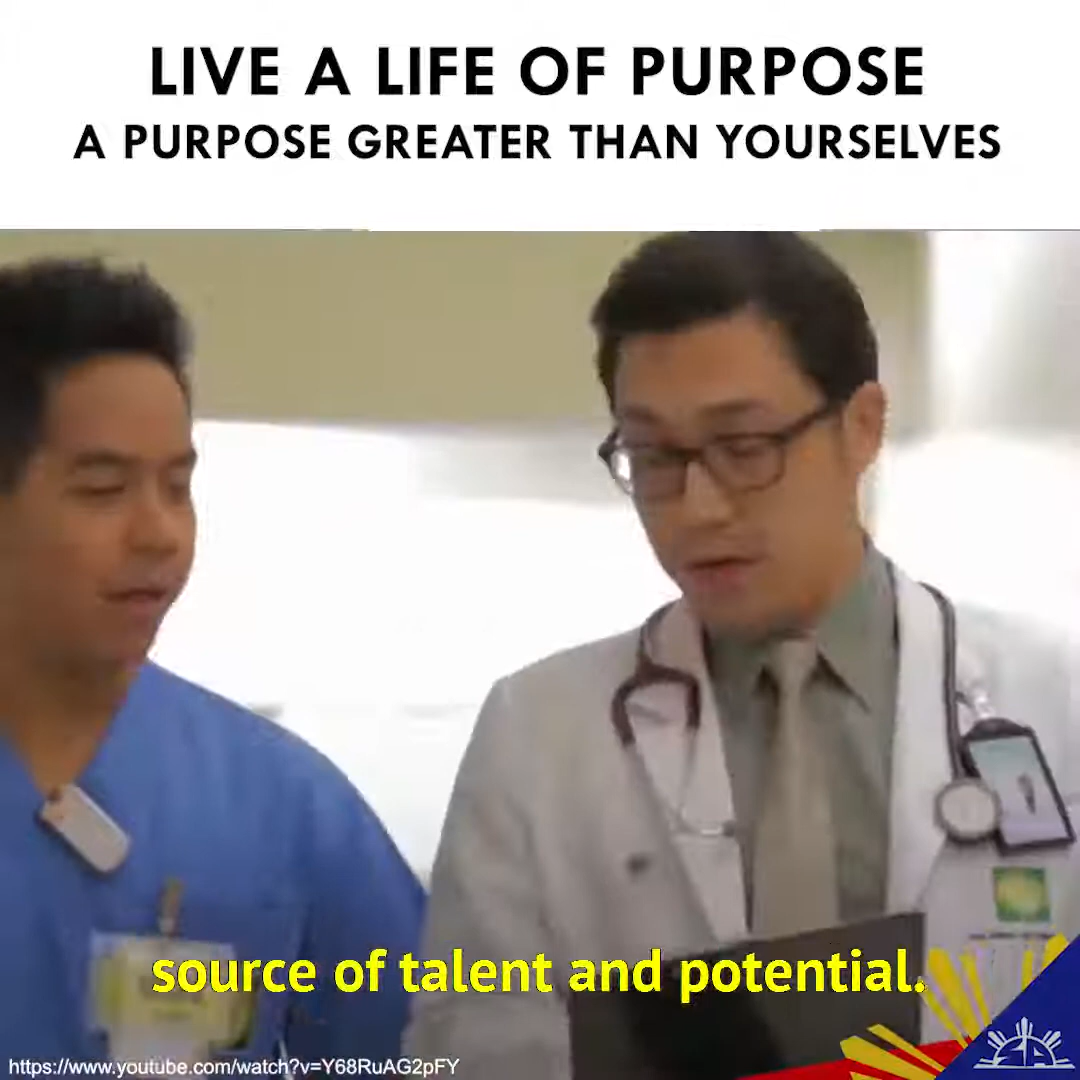 LIVE A LIFE OF PURPOSE
A PURPOSE GREATER THAN YOURSELVES
source of talent and potential.
https://www.youtube.com/watch?v=Y68RuAG2pFY